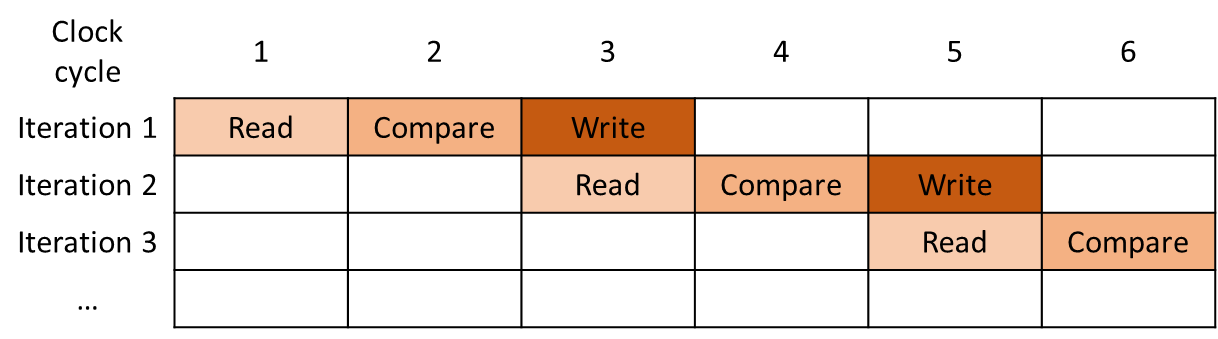 Clock
cycle 1 2 3 4 5 6
Iteration 1 Read Compare Write
Iteration 2 Read Compare Write
Iteration 3 Read Compare
...